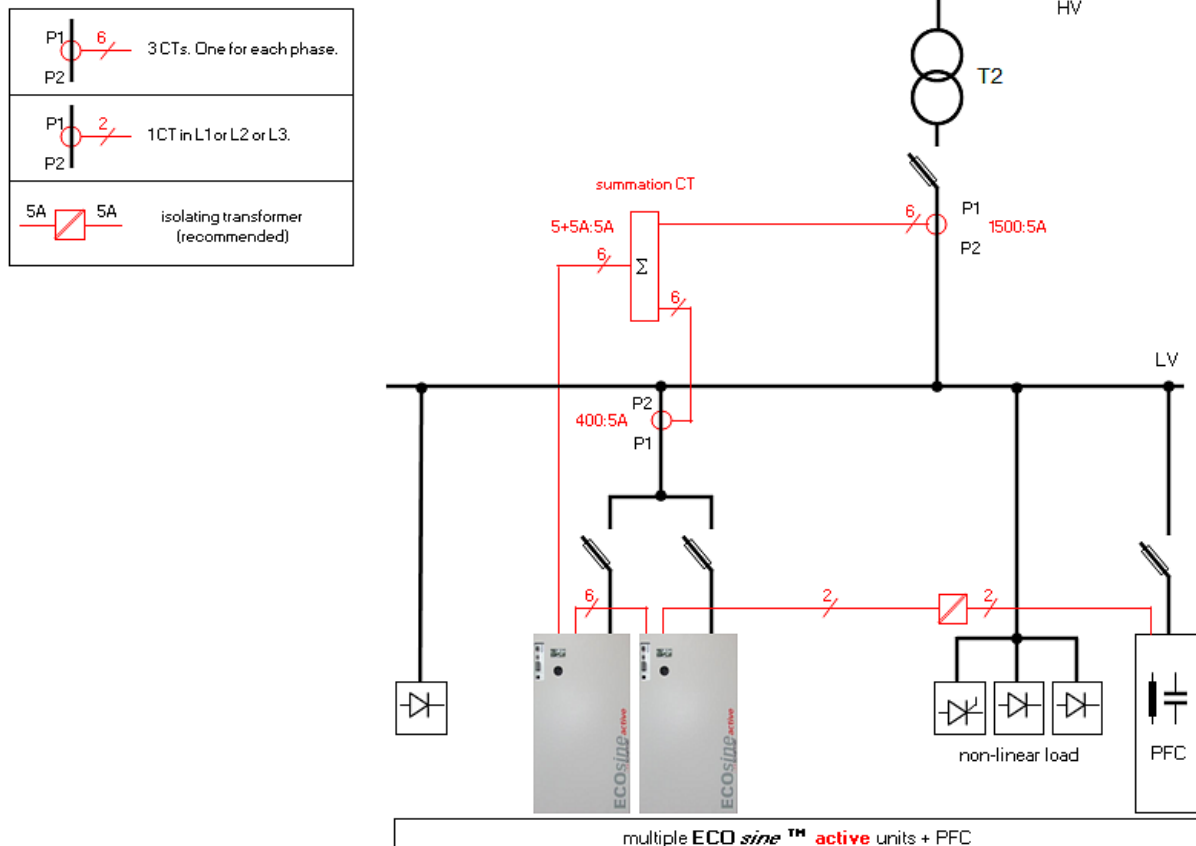 P1
6
3 CTs. One for each phase.
P2
P1
2
1CT in L1 or L2 or L3.
P2
5A
5A
isolating transformer
(recommended)
HV
T2
summation CT
5+5A:5A
6
Σ
6
6
P1
1500:5A
P2
LV
P2
400:5A
P1
6
2
2
ECOsine active
ECOsine active
non-linear load
PFC
multiple ECO sine ™ active units + PFC